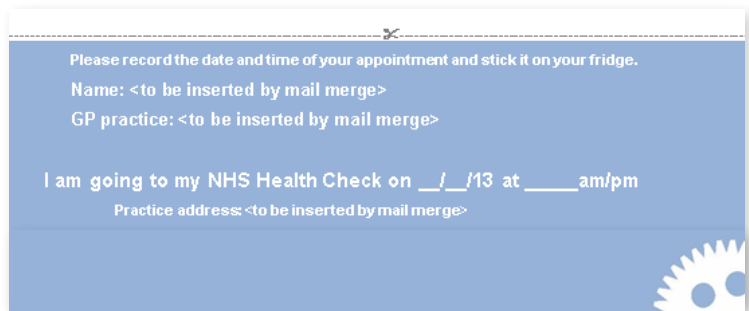 Please record the date and time of your appointment and stick it on your fridge.
Name: <to be inserted by mail merge>
GP practice: <to be inserted by mail merge>
I am going to my NHS Health Check on __/__/13 at _____am/pm
Practice address: <to be inserted by mail merge>